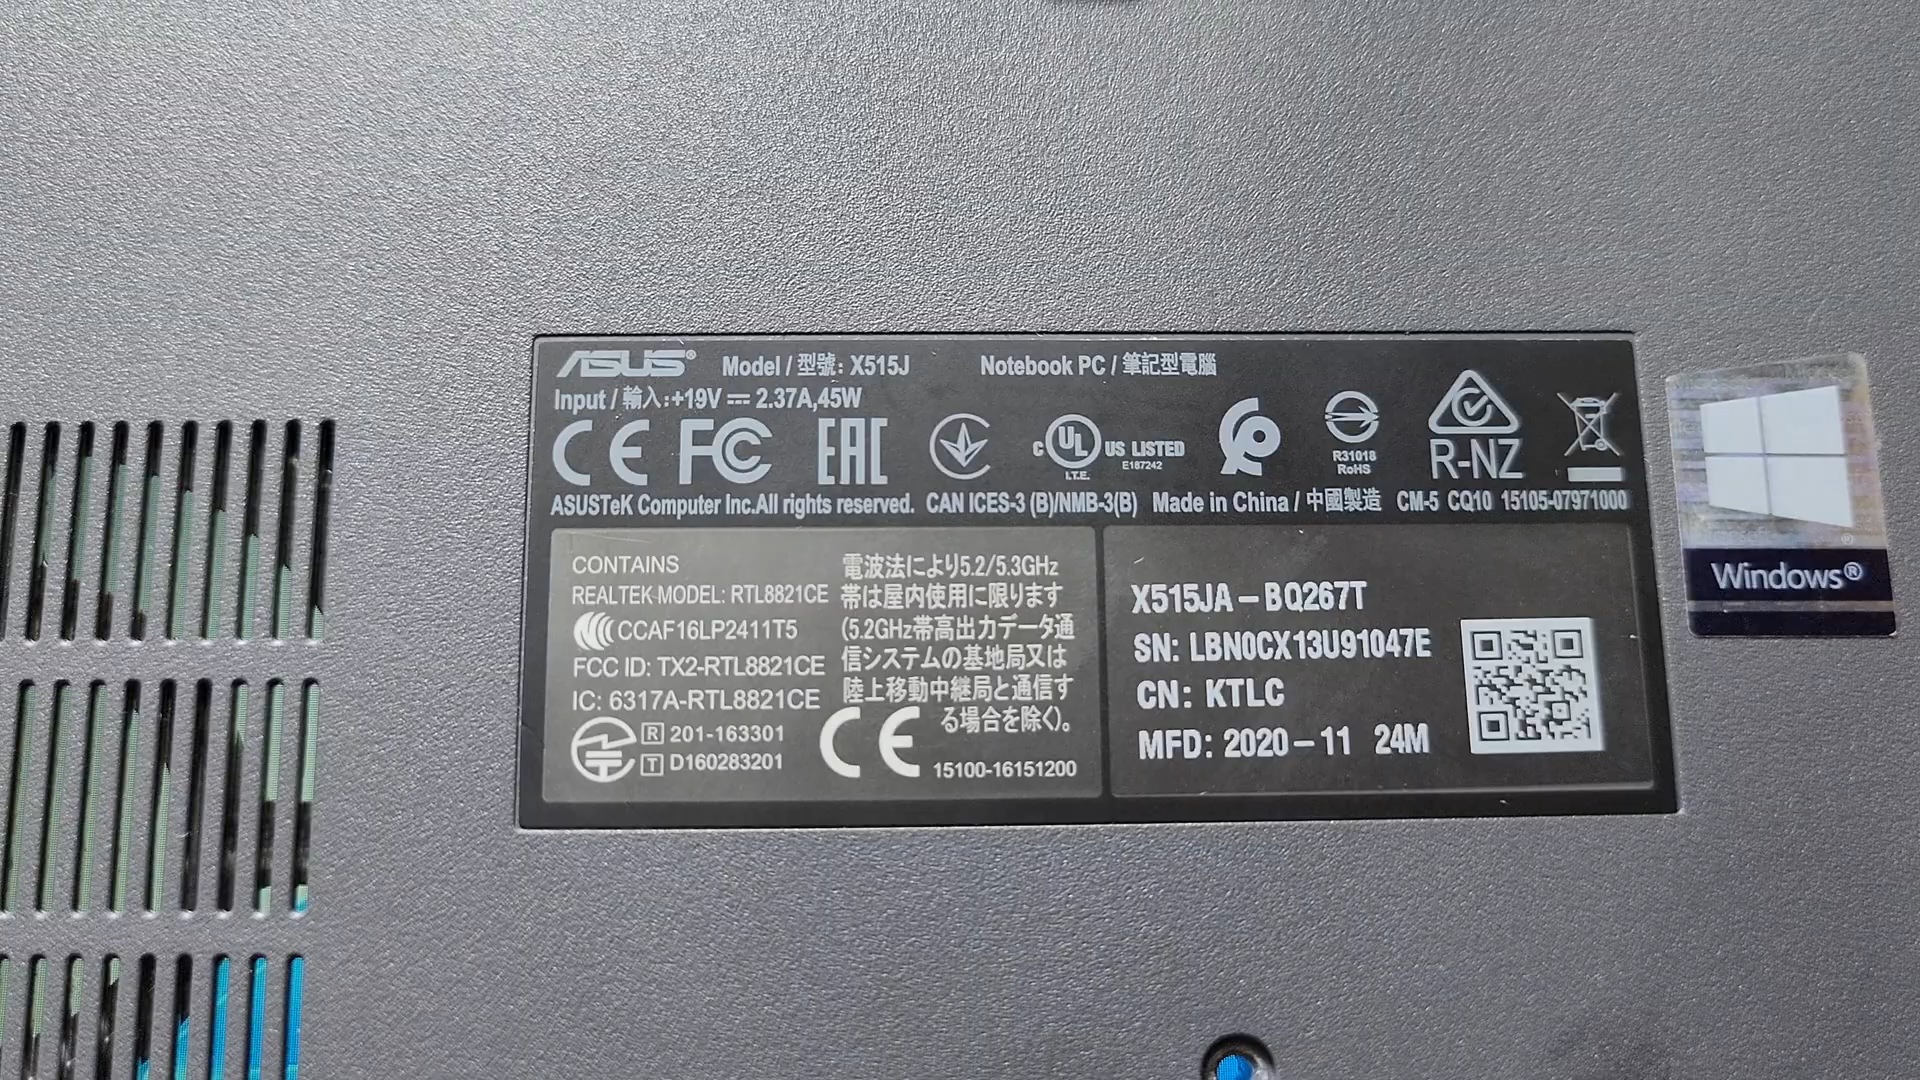 ASUS® Model / 型號: X515J Notebook PC / 筆記型電腦
Input / 輸入:+19V ⎓ 2.37A,45W
CE FC EAC c UL US LISTED R31018 RoHS R-NZ
I.T.E. E187242
ASUSTeK Computer Inc.All rights reserved. CAN ICES-3 (B)/NMB-3(B) Made in China / 中國製造 CM-5 CQ10 15105-07971000
CONTAINS
REALTEK MODEL: RTL8821CE
CCAF16LP2411T5
FCC ID: TX2-RTL8821CE
IC: 6317A-RTL8821CE
R 201-163301
T D160283201
電波法により5.2/5.3GHz
帯は屋内使用に限ります
(5.2GHz帯高出力データ通
信システムの基地局又は
陸上移動中継局と通信す
る場合を除く)。
CE 15100-16151200
X515JA-BQ267T
SN: LBN0CX13U91047E
CN: KTLC
MFD: 2020-11 24M
Windows®